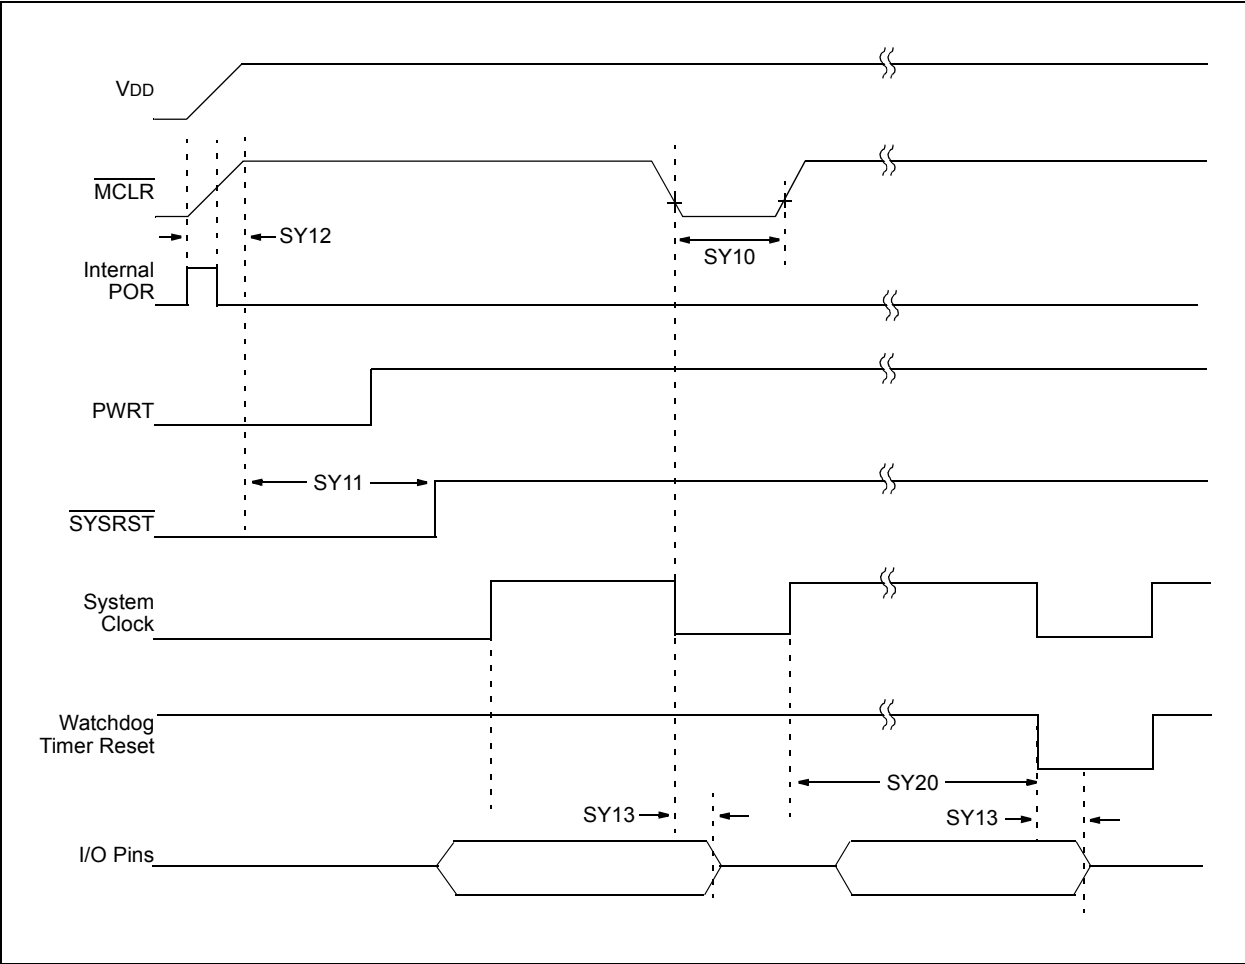 VDD
MCLR
SY12
SY10
Internal
POR
PWRT
SY11
SYSRST
System
Clock
Watchdog
Timer Reset
SY20
SY13
SY13
I/O Pins